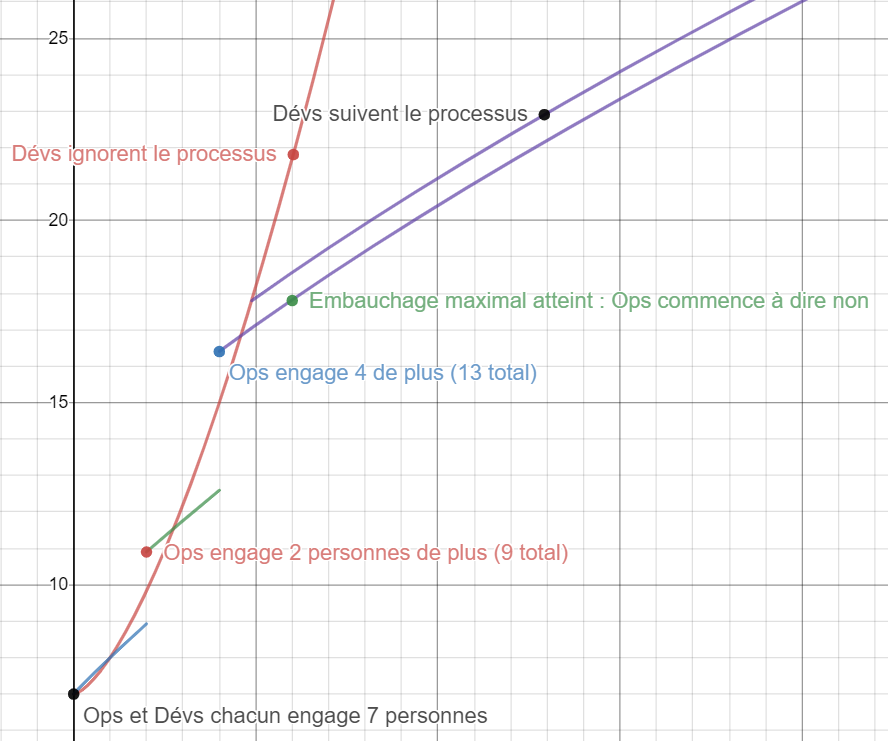 25
Dévs suivent le processus
Dévs ignorent le processus
20
Embauchage maximal atteint : Ops commence à dire non
Ops engage 4 de plus (13 total)
15
Ops engage 2 personnes de plus (9 total)
10
Ops et Dévs chacun engage 7 personnes